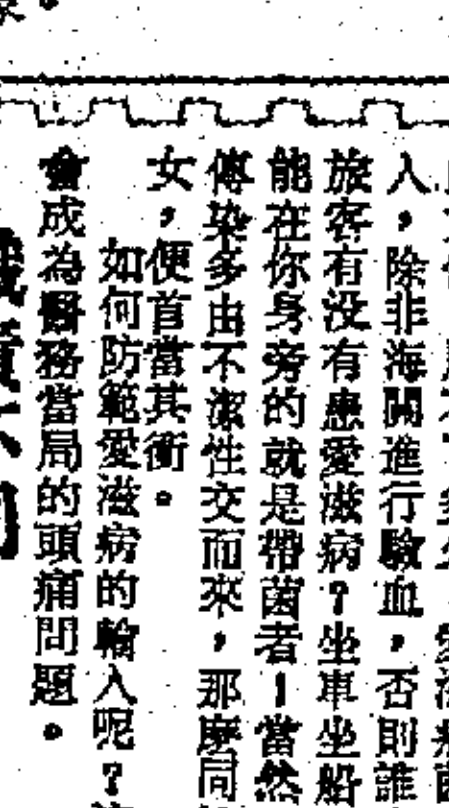 入，除非海關進行驗血，否則誰
旅客有没有患愛滋病？坐車坐船
能在你身旁的就是帶菌者！當然
傳染多由不潔性交而來，那麽同
女，便首當其衝。
如何防範愛滋病的輸入呢？
會成為醫務當局的頭痛問題。